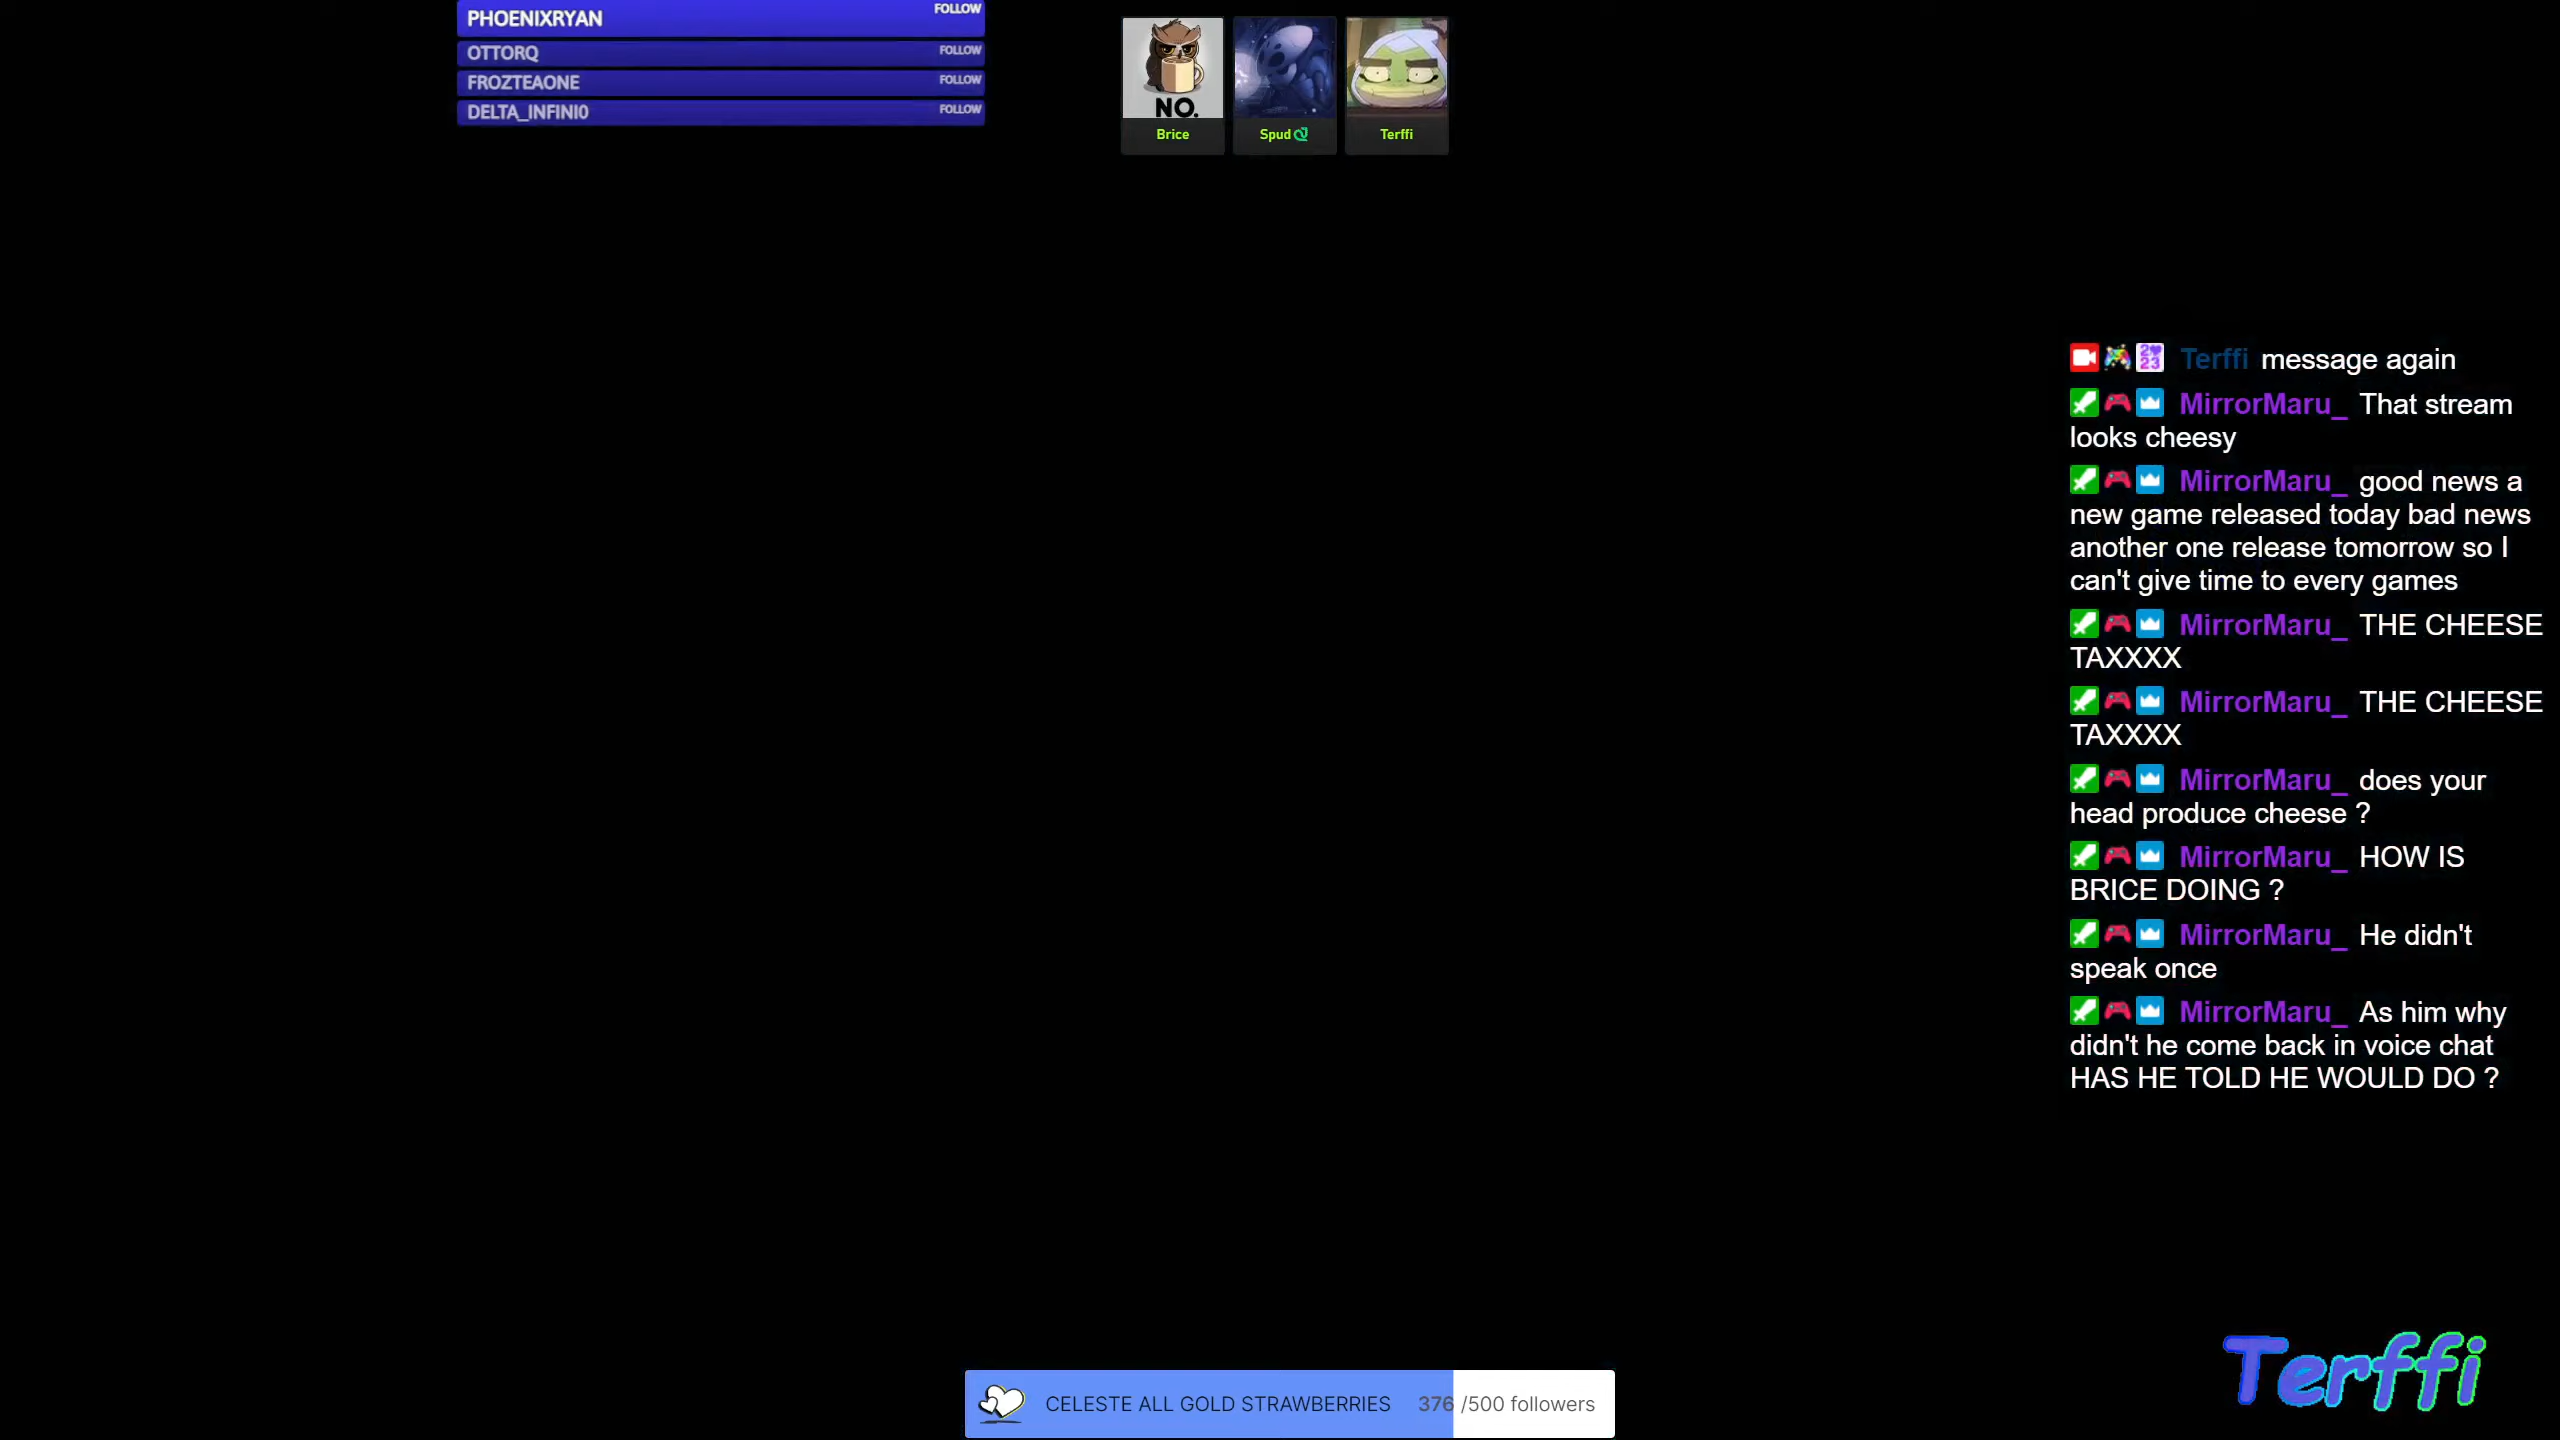 PHOENIXRYAN FOLLOW
OTTORQ FOLLOW
FROZTEAONE FOLLOW
DELTA_INFINI0 FOLLOW
NO.
Brice
Spud
Terffi
Terffi message again
MirrorMaru_ That stream
looks cheesy
MirrorMaru_ good news a
new game released today bad news
another one release tomorrow so I
can't give time to every games
MirrorMaru_ THE CHEESE
TAXXXX
MirrorMaru_ THE CHEESE
TAXXXX
MirrorMaru_ does your
head produce cheese ?
MirrorMaru_ HOW IS
BRICE DOING ?
MirrorMaru_ He didn't
speak once
MirrorMaru_ As him why
didn't he come back in voice chat
HAS HE TOLD HE WOULD DO ?
Terffi
CELESTE ALL GOLD STRAWBERRIES 376 /500 followers